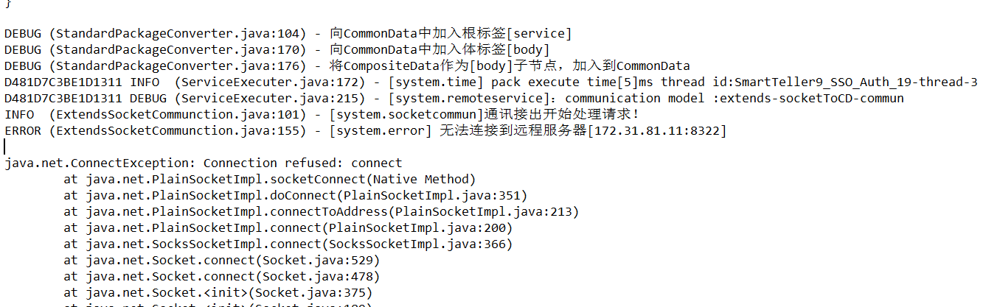 }
DEBUG (StandardPackageConverter.java:104) - 向CommonData中加入根标签[service]
DEBUG (StandardPackageConverter.java:170) - 向CommonData中加入体标签[body]
DEBUG (StandardPackageConverter.java:176) - 将CompositeData作为[body]子节点，加入到CommonData
D481D7C3BE1D1311 INFO  (ServiceExecuter.java:172) - [system.time] pack execute time[5]ms thread id:SmartTeller9_SSO_Auth_19-thread-3
D481D7C3BE1D1311 DEBUG (ServiceExecuter.java:215) - [system.remoteservice]：communication model :extends-socketToCD-commun
INFO  (ExtendsSocketCommunction.java:101) - [system.socketcommun]通讯接出开始处理请求！
ERROR (ExtendsSocketCommunction.java:155) - [system.error] 无法连接到远程服务器[172.31.81.11:8322]
java.net.ConnectException: Connection refused: connect
at java.net.PlainSocketImpl.socketConnect(Native Method)
at java.net.PlainSocketImpl.doConnect(PlainSocketImpl.java:351)
at java.net.PlainSocketImpl.connectToAddress(PlainSocketImpl.java:213)
at java.net.PlainSocketImpl.connect(PlainSocketImpl.java:200)
at java.net.SocksSocketImpl.connect(SocksSocketImpl.java:366)
at java.net.Socket.connect(Socket.java:529)
at java.net.Socket.connect(Socket.java:478)
at java.net.Socket.<init>(Socket.java:375)